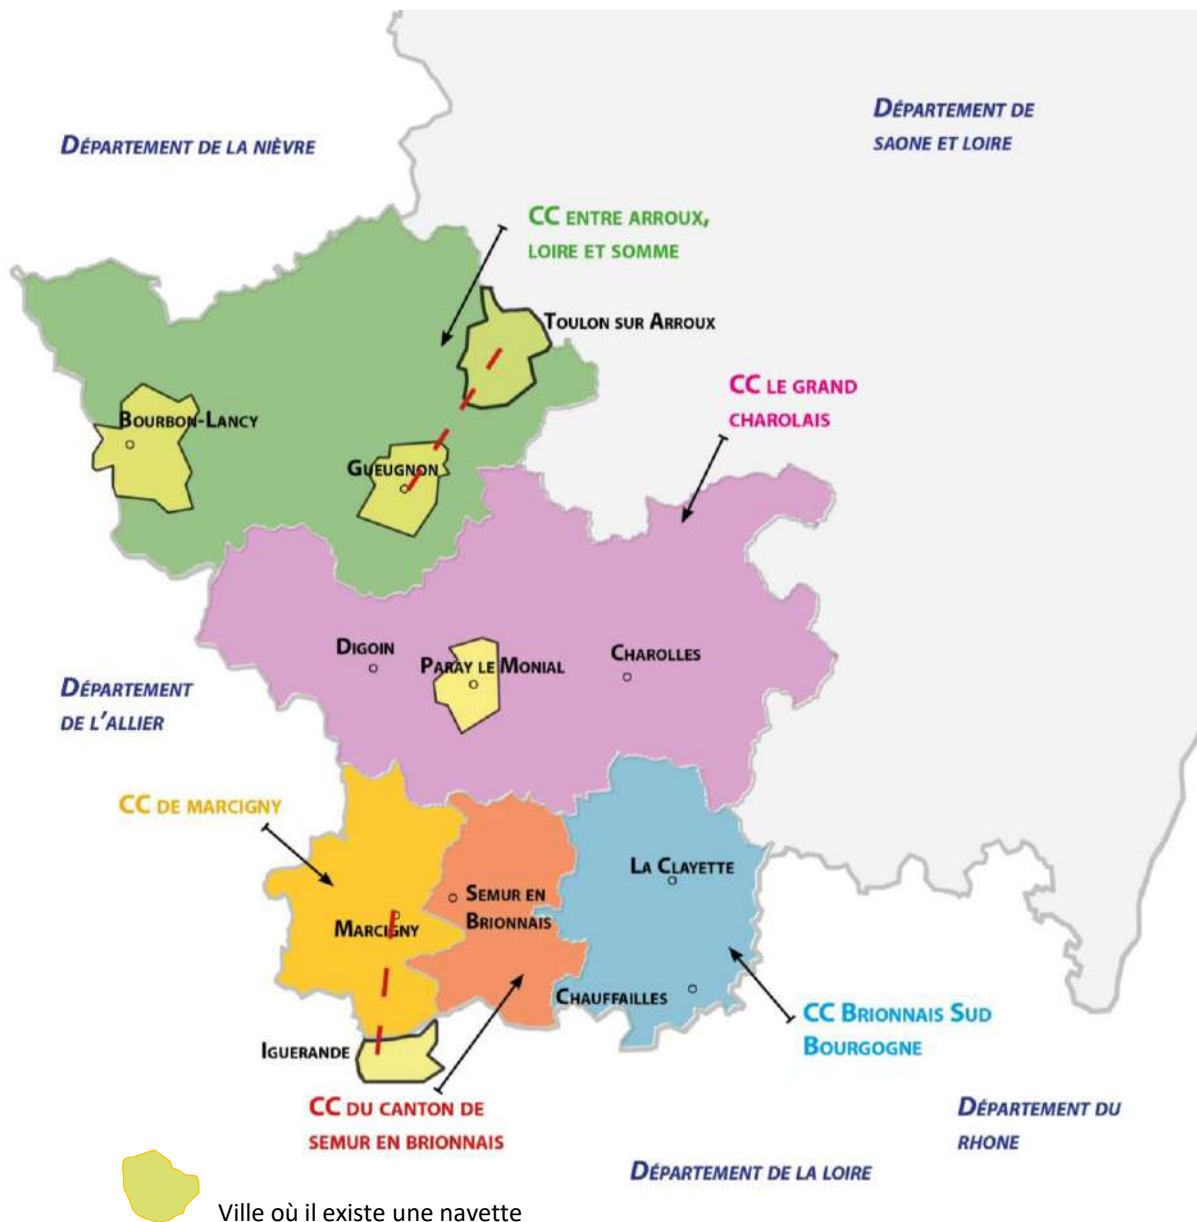 DÉPARTEMENT DE LA NIÈVRE
DÉPARTEMENT DE
SAONE ET LOIRE
CC ENTRE ARROUX,
LOIRE ET SOMME
TOULON SUR ARROUX
CC LE GRAND
CHAROLAIS
BOURBON-LANCY
GUEUGNON
DIGOIN
PARAY LE MONIAL
CHAROLLES
DÉPARTEMENT
DE L'ALLIER
CC DE MARCIGNY
LA CLAYETTE
SEMUR EN
BRIONNAIS
MARCIGNY
CHAUFFAILLES
CC BRIONNAIS SUD
BOURGOGNE
IGUERANDE
CC DU CANTON DE
SEMUR EN BRIONNAIS
DÉPARTEMENT DU
RHONE
DÉPARTEMENT DE LA LOIRE
Ville où il existe une navette